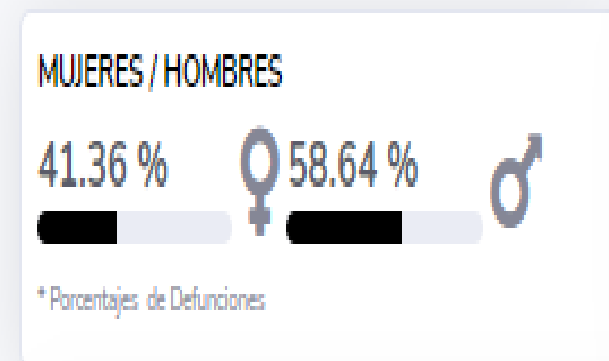 MUJERES / HOMBRES
41.36 % 58.64 %
* Porcentajes de Defunciones